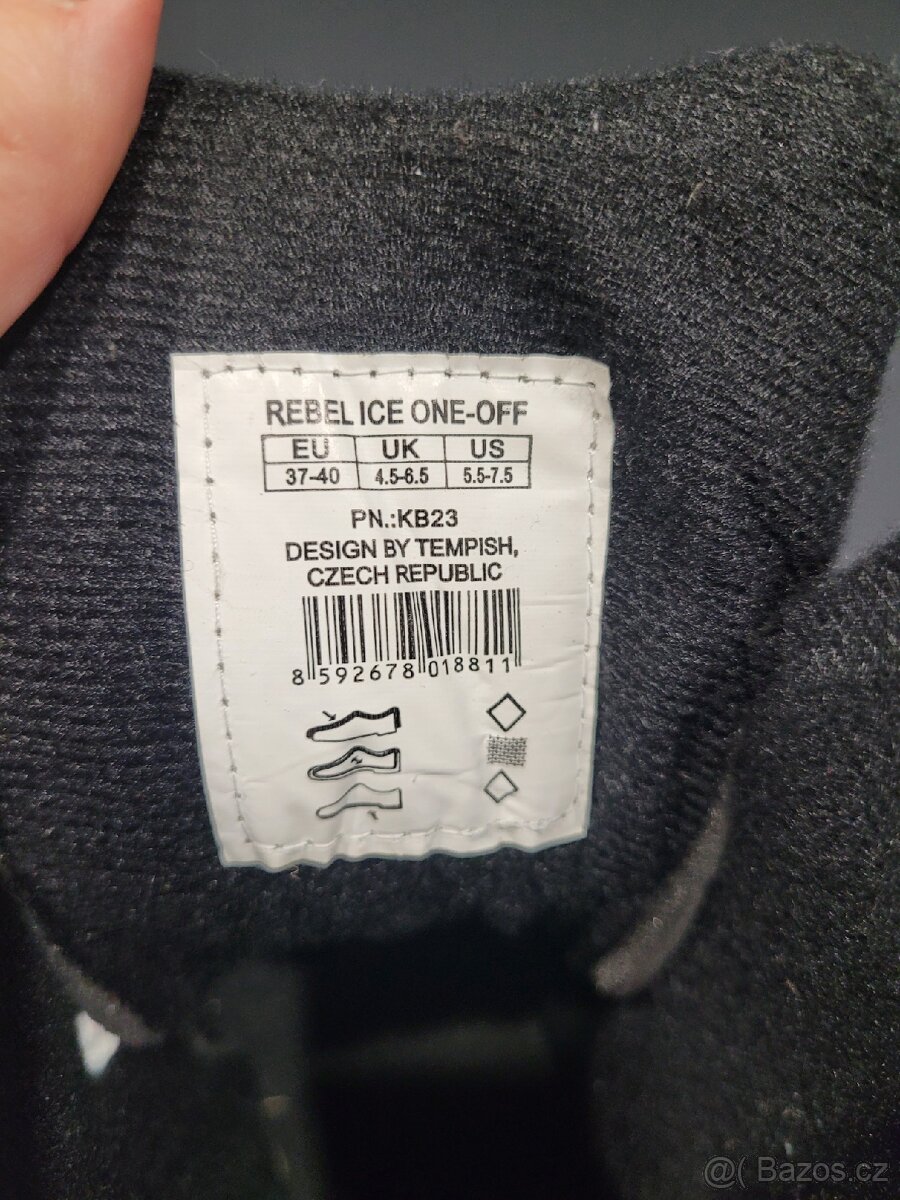 REBEL ICE ONE-OFF
EU UK US
37-40 4.5-6.5 5.5-7.5
PN.:KB23
DESIGN BY TEMPISH,
CZECH REPUBLIC
8 592678 018811
@( Bazos.cz